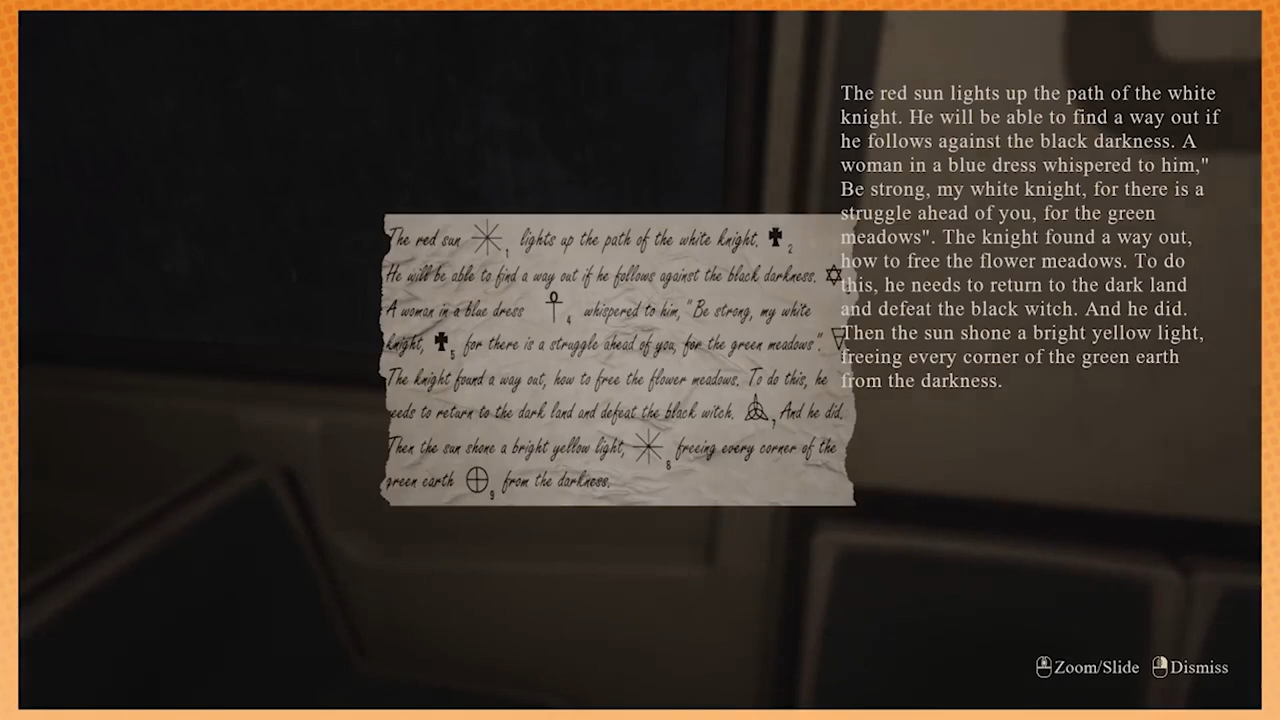 The red sun 1 lights up the path of the white knight. 2
He will be able to find a way out if he follows against the black darkness.
A woman in a blue dress 4 whispered to him, "Be strong, my white
knight, 5 for there is a struggle ahead of you, for the green meadows".
The knight found a way out, how to free the flower meadows. To do this, he
needs to return to the dark land and defeat the black witch. 7 And he did.
Then the sun shone a bright yellow light, 8 freeing every corner of the
green earth 9 from the darkness.
The red sun lights up the path of the white
knight. He will be able to find a way out if
he follows against the black darkness. A
woman in a blue dress whispered to him,"
Be strong, my white knight, for there is a
struggle ahead of you, for the green
meadows". The knight found a way out,
how to free the flower meadows. To do
this, he needs to return to the dark land
and defeat the black witch. And he did.
Then the sun shone a bright yellow light,
freeing every corner of the green earth
from the darkness.
Zoom/Slide Dismiss